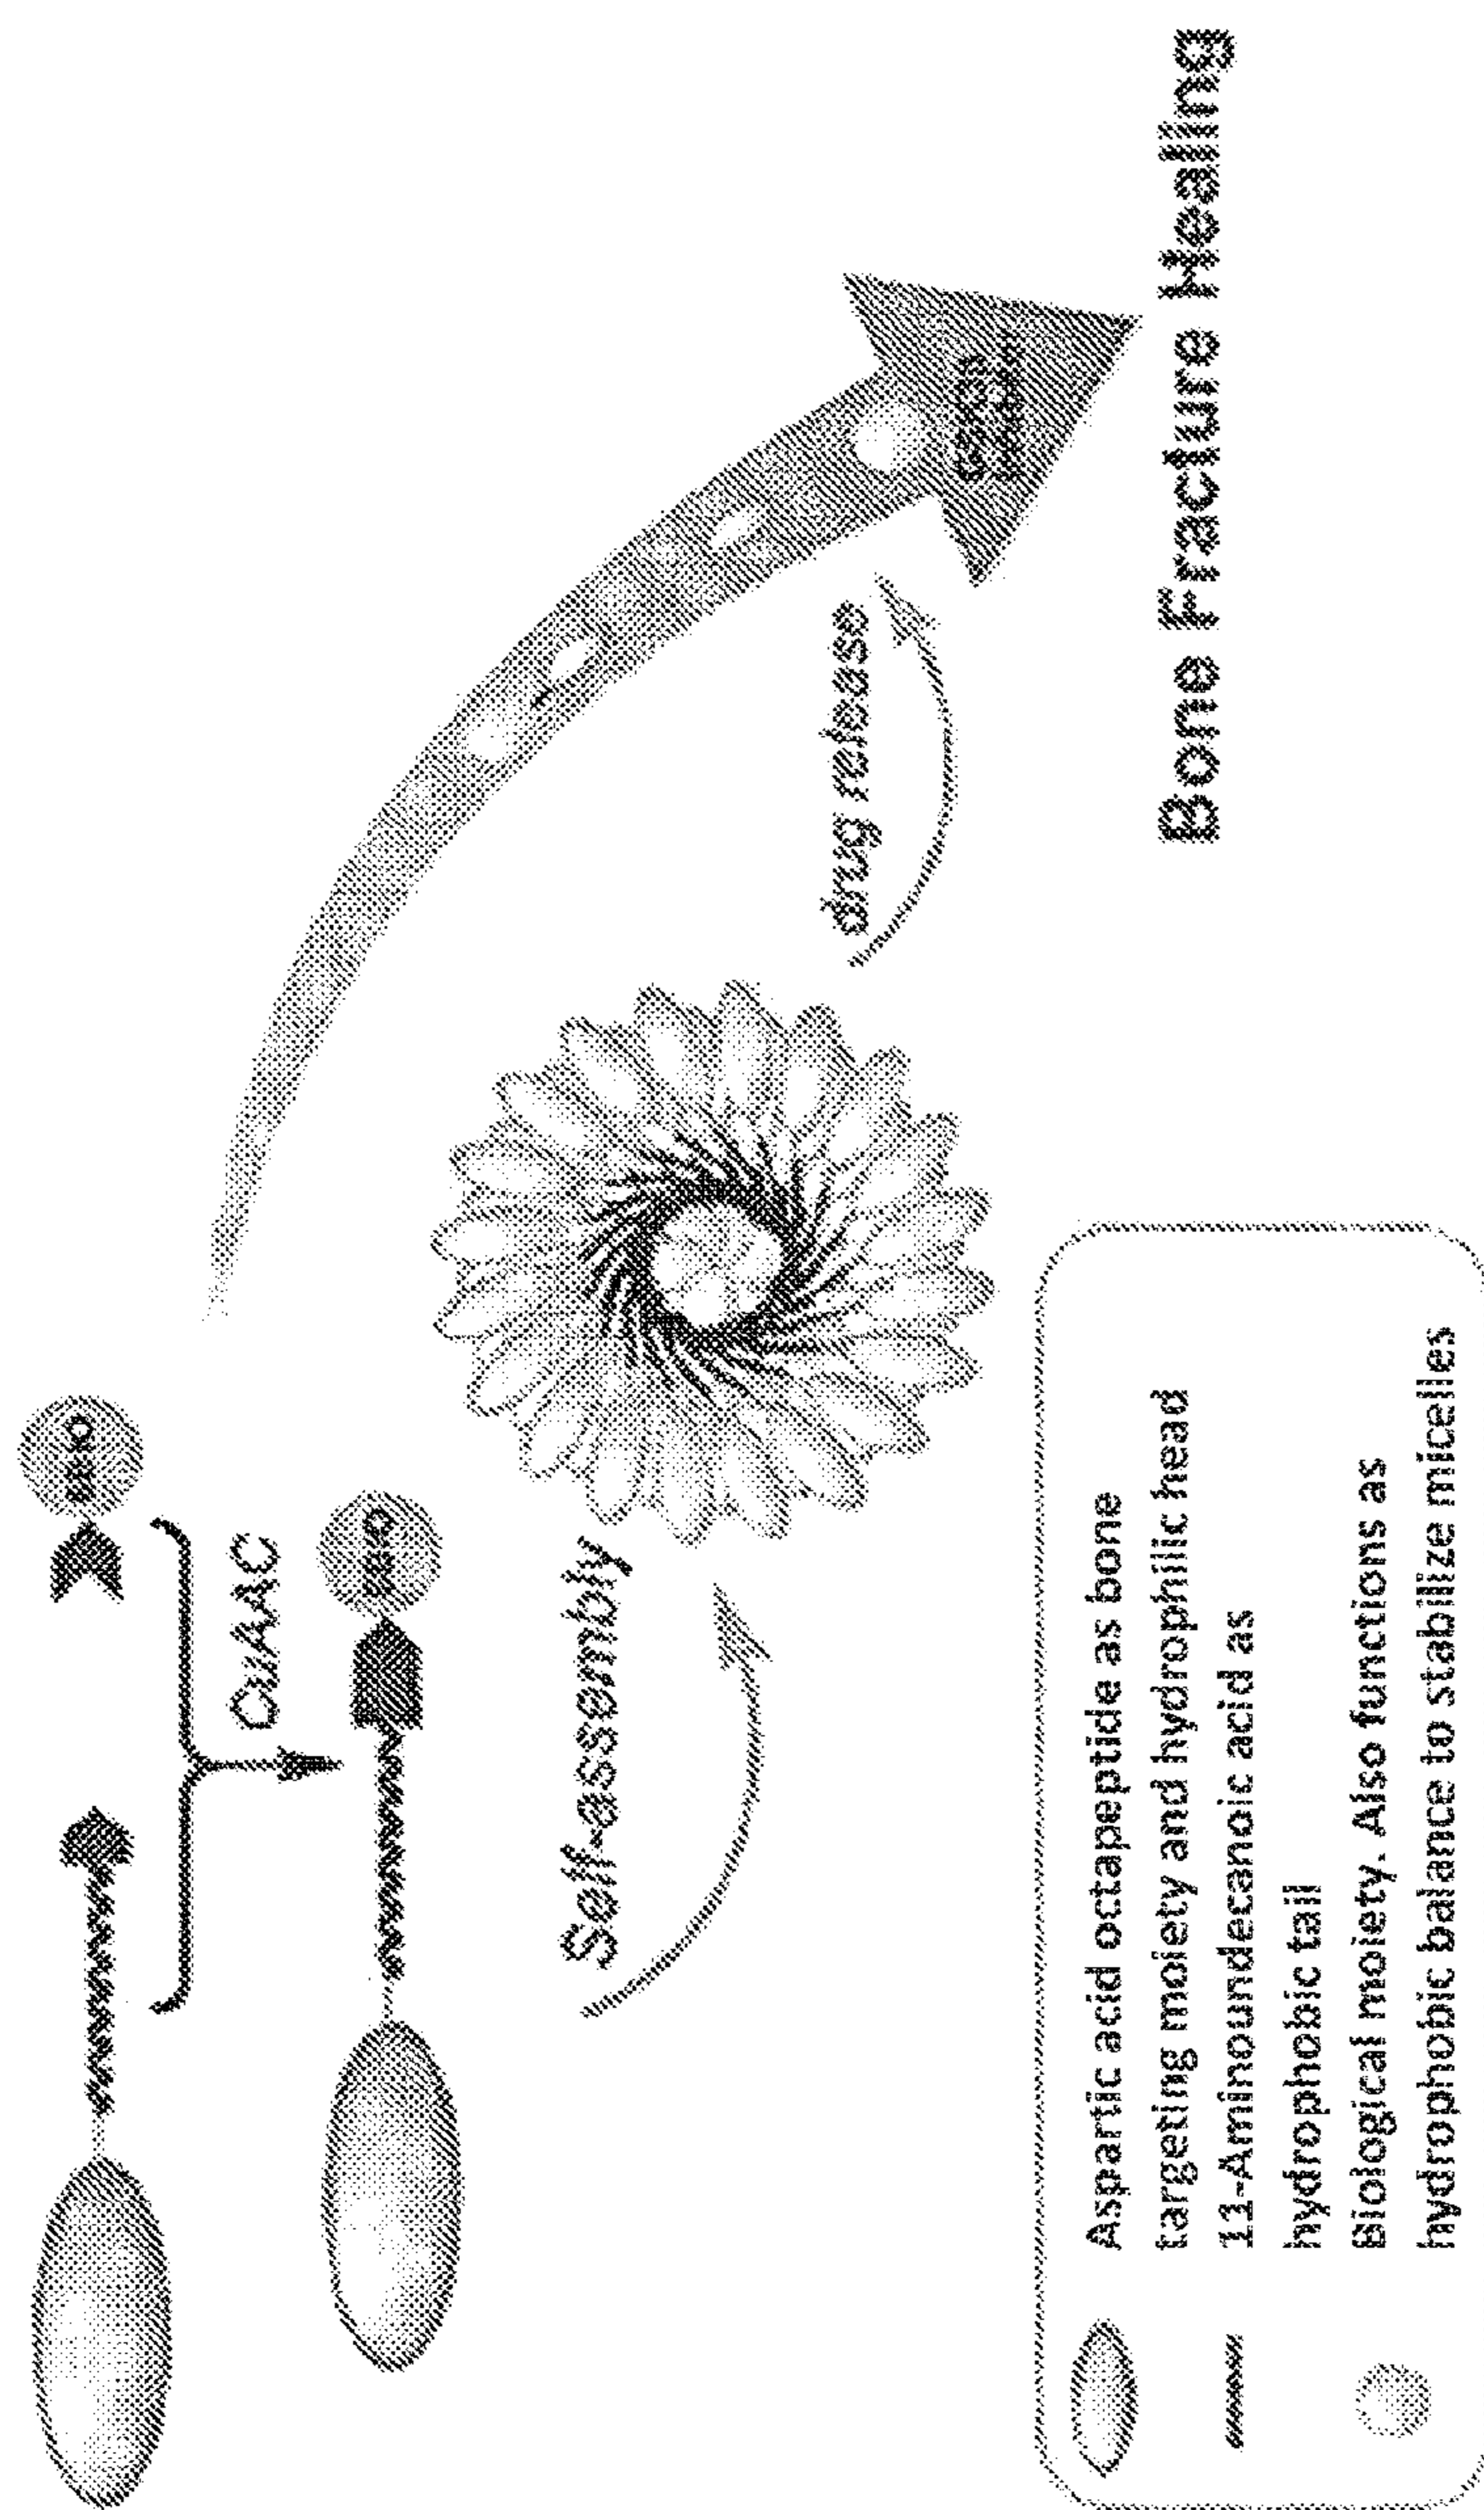 CuAAC
Self-assembly
drug release
Bone Fracture Healing
Aspartic acid octapeptide as bone
targeting moiety and hydrophilic head
11-Aminoundecanoic acid as
hydrophobic tail
Biological moiety. Also functions as
hydrophobic balance to stabilize micelles